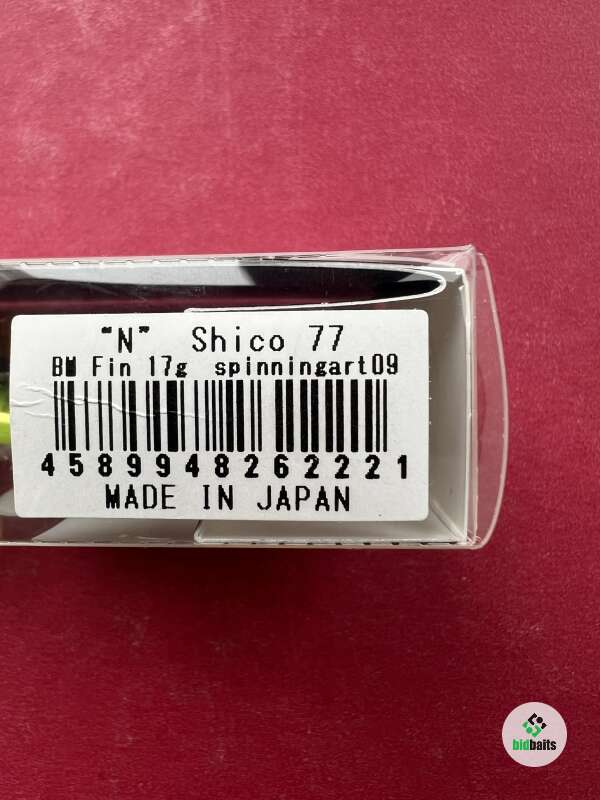 "N" Shico 77
BM Fin 17g spinningart09
4589948262221
MADE IN JAPAN
bidbaits